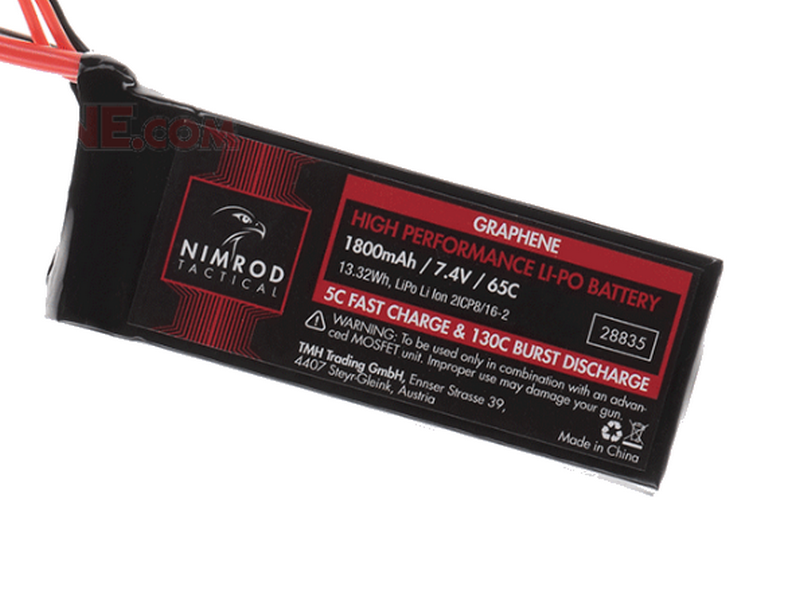 NE.COM
NIMROD
TACTICAL
GRAPHENE
HIGH PERFORMANCE LI-PO BATTERY
1800mAh / 7.4V / 65C
13.32Wh, LiPo Li Ion 2ICP8/16-2
28835
5C FAST CHARGE & 130C BURST DISCHARGE
WARNING: To be used only in combination with an advan-
ced MOSFET unit. Improper use may damage your gun.
TMH Trading GmbH, Ennser Strasse 39,
4407 Steyr-Gleink, Austria
Made in China